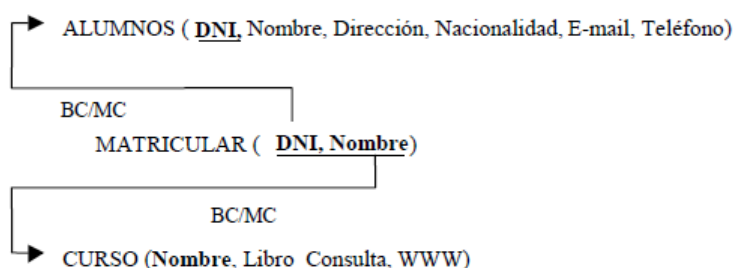 ALUMNOS ( DNI, Nombre, Dirección, Nacionalidad, E-mail, Teléfono)
BC/MC
MATRICULAR ( DNI, Nombre)
BC/MC
CURSO (Nombre, Libro Consulta, WWW)